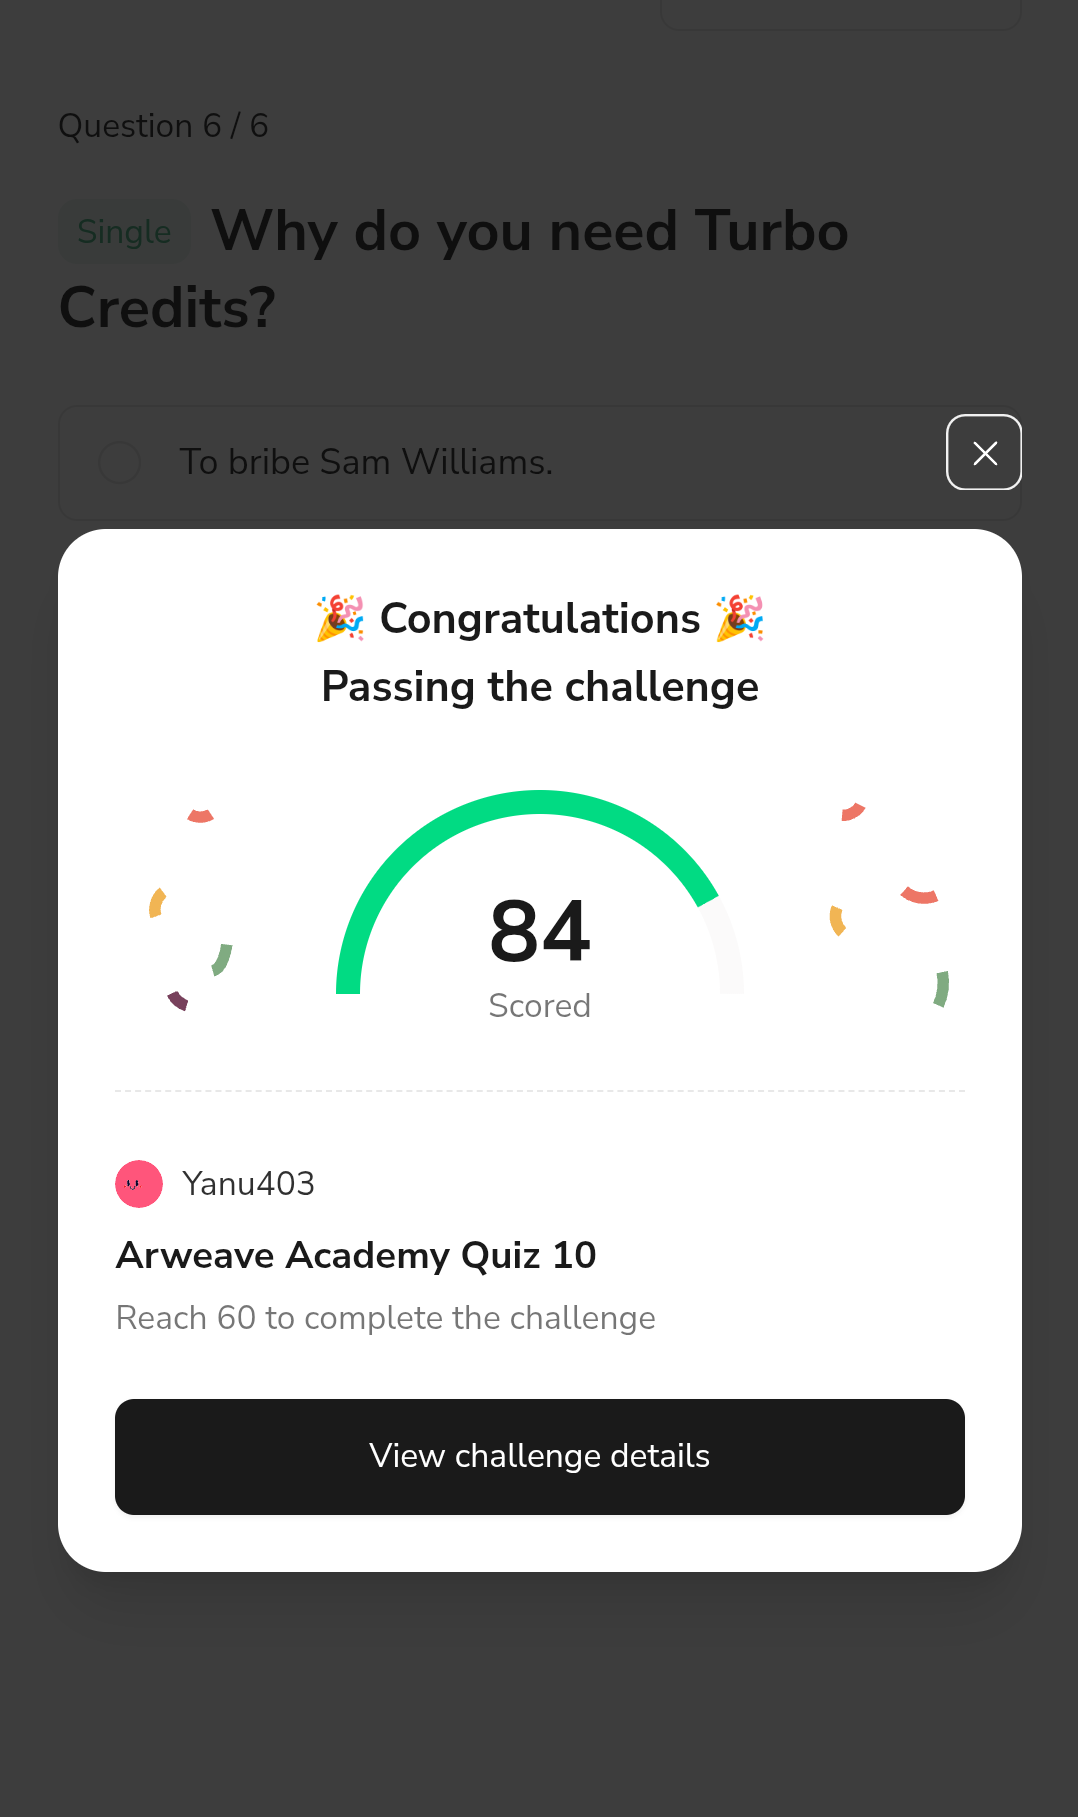 Question 6 / 6
Single Why do you need Turbo
Credits?
To bribe Sam Williams.
🎉 Congratulations 🎉
Passing the challenge
84
Scored
Yanu403
Arweave Academy Quiz 10
Reach 60 to complete the challenge
View challenge details